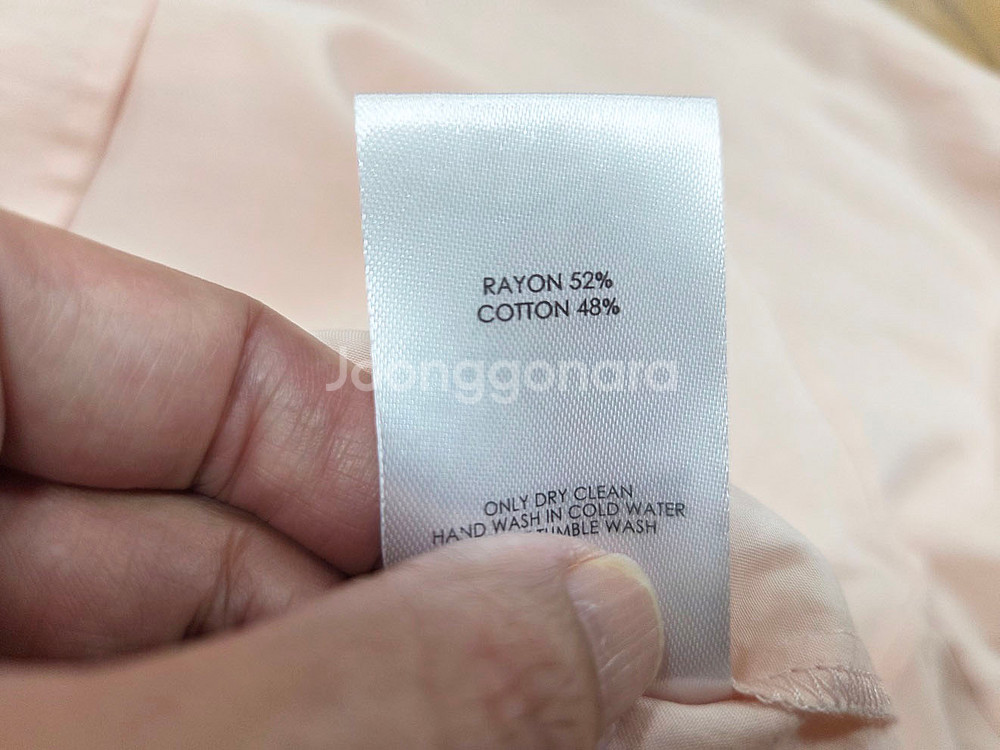 RAYON 52%
COTTON 48%
Joonggonara
ONLY DRY CLEAN
HAND WASH IN COLD WATER
TUMBLE WASH